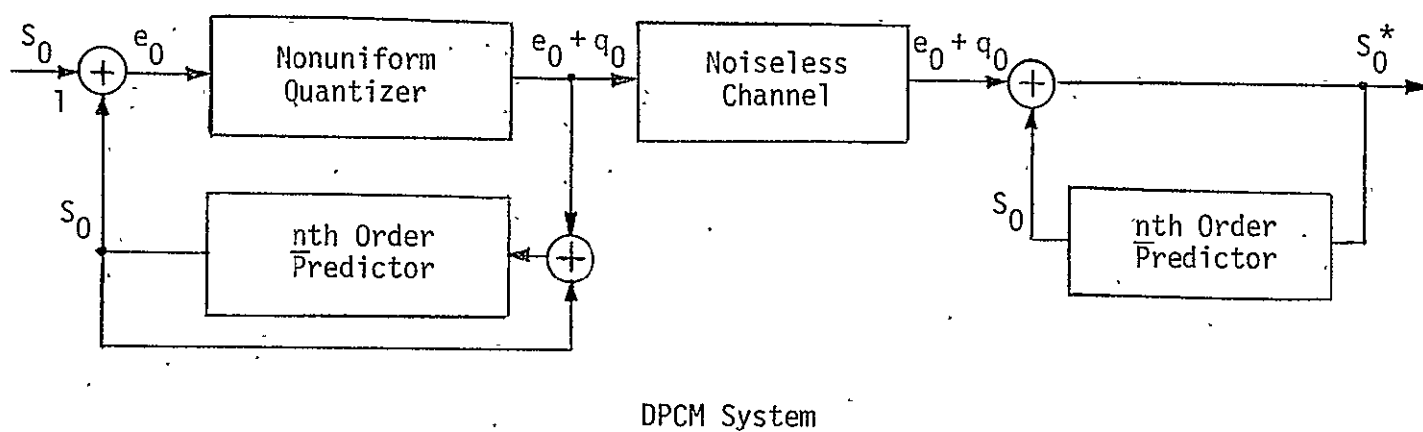 S0
e0
Nonuniform
Quantizer
e0 + q0
Noiseless
Channel
e0 + q0
S0*
+
1
+
S0
nth Order
Predictor
+
S0
nth Order
Predictor
DPCM System